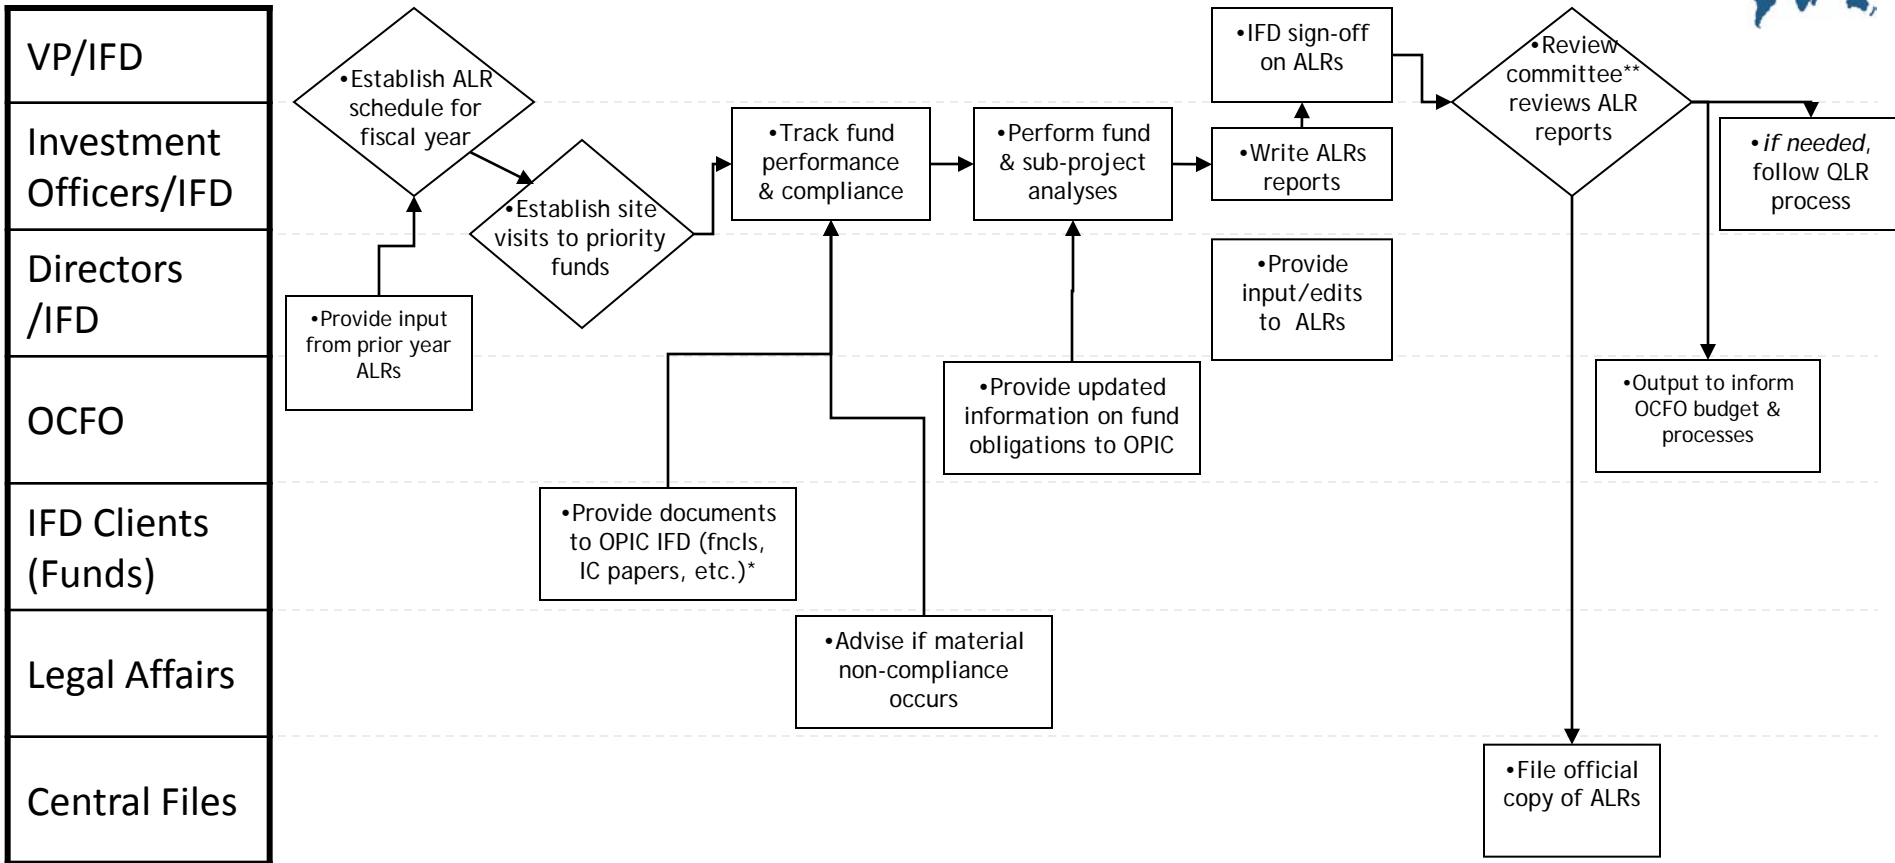 VP/IFD
Investment
Officers/IFD
Directors
/IFD
OCFO
IFD Clients
(Funds)
Legal Affairs
Central Files
•Establish ALR
schedule for
fiscal year
•Provide input
from prior year
ALRs
•Establish site
visits to priority
funds
•Track fund
performance
& compliance
•Provide documents
to OPIC IFD (fncls,
IC papers, etc.)*
•Advise if material
non-compliance
occurs
•Perform fund
& sub-project
analyses
•Provide updated
information on fund
obligations to OPIC
•IFD sign-off
on ALRs
•Write ALRs
reports
•Provide
input/edits
to ALRs
•Review
committee**
reviews ALR
reports
•if needed,
follow QLR
process
•Output to inform
OCFO budget &
processes
•File official
copy of ALRs